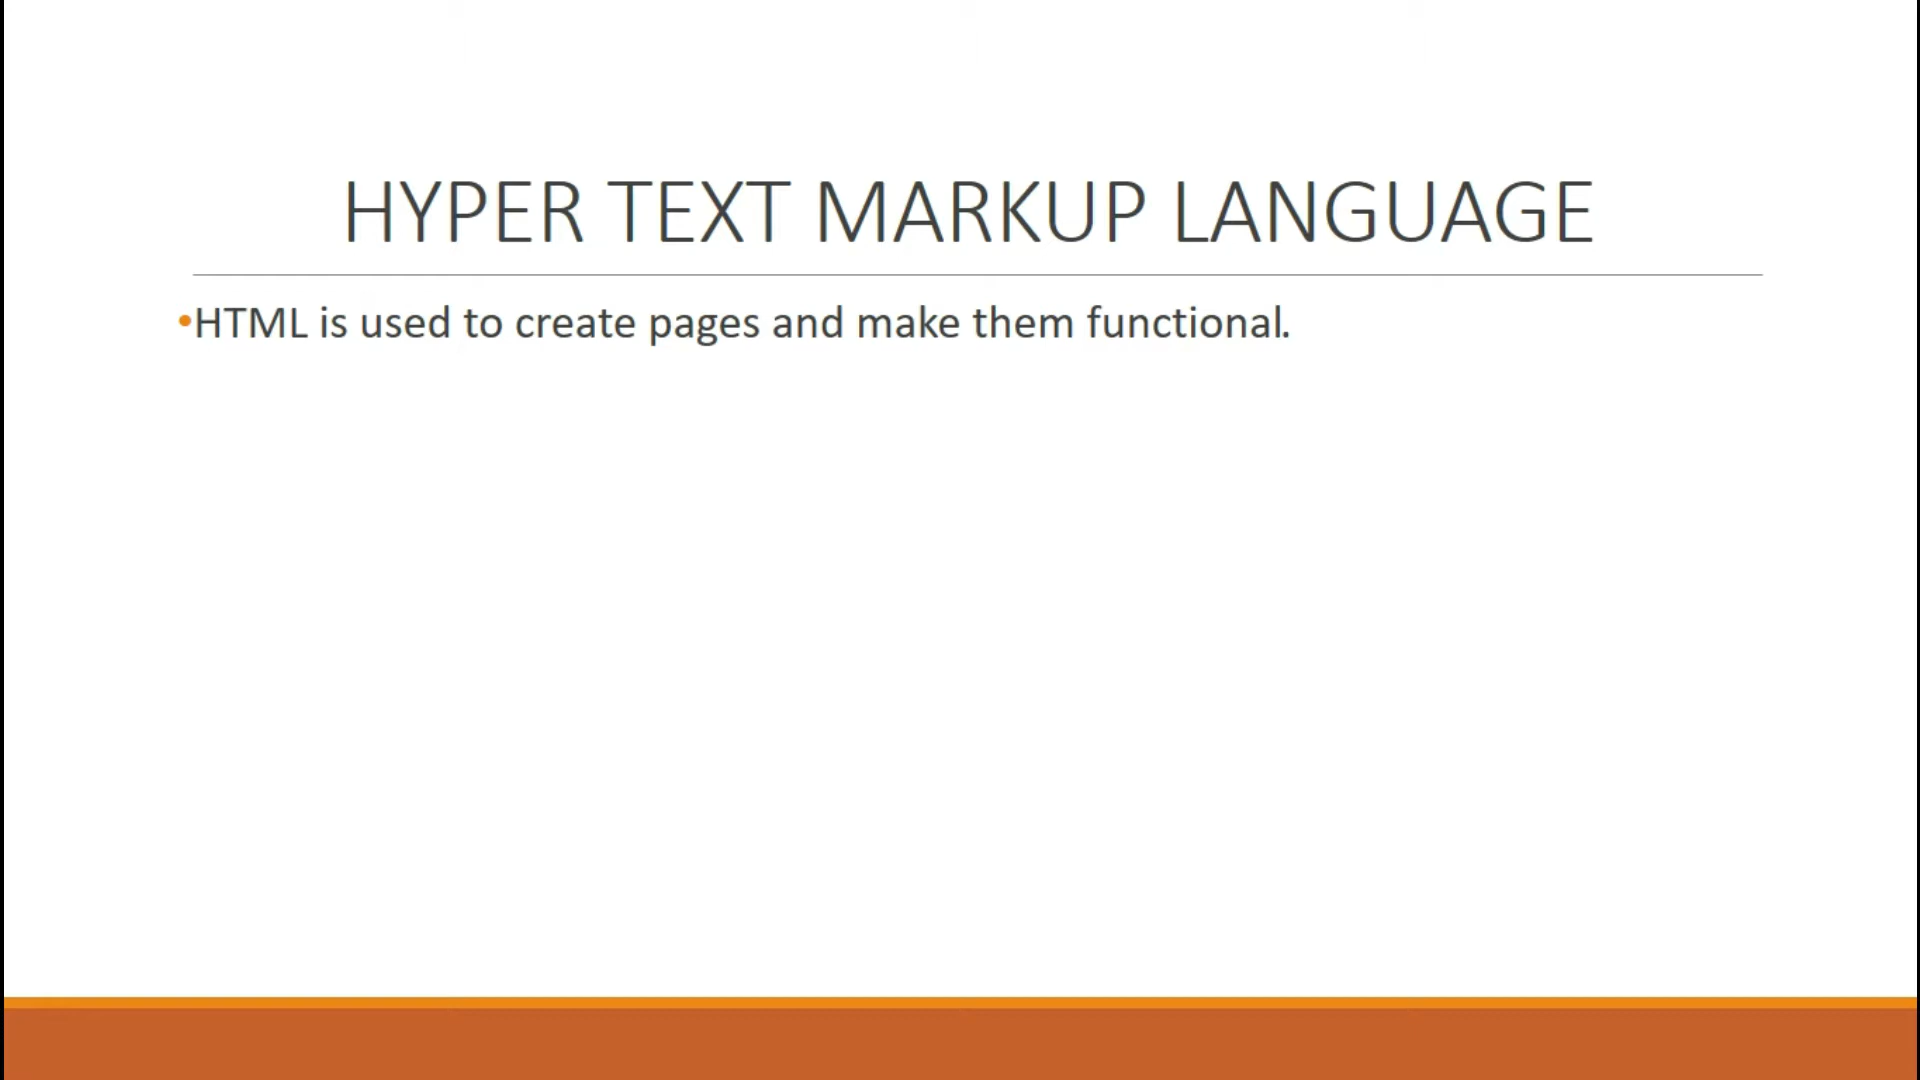 HYPER TEXT MARKUP LANGUAGE
•HTML is used to create pages and make them functional.